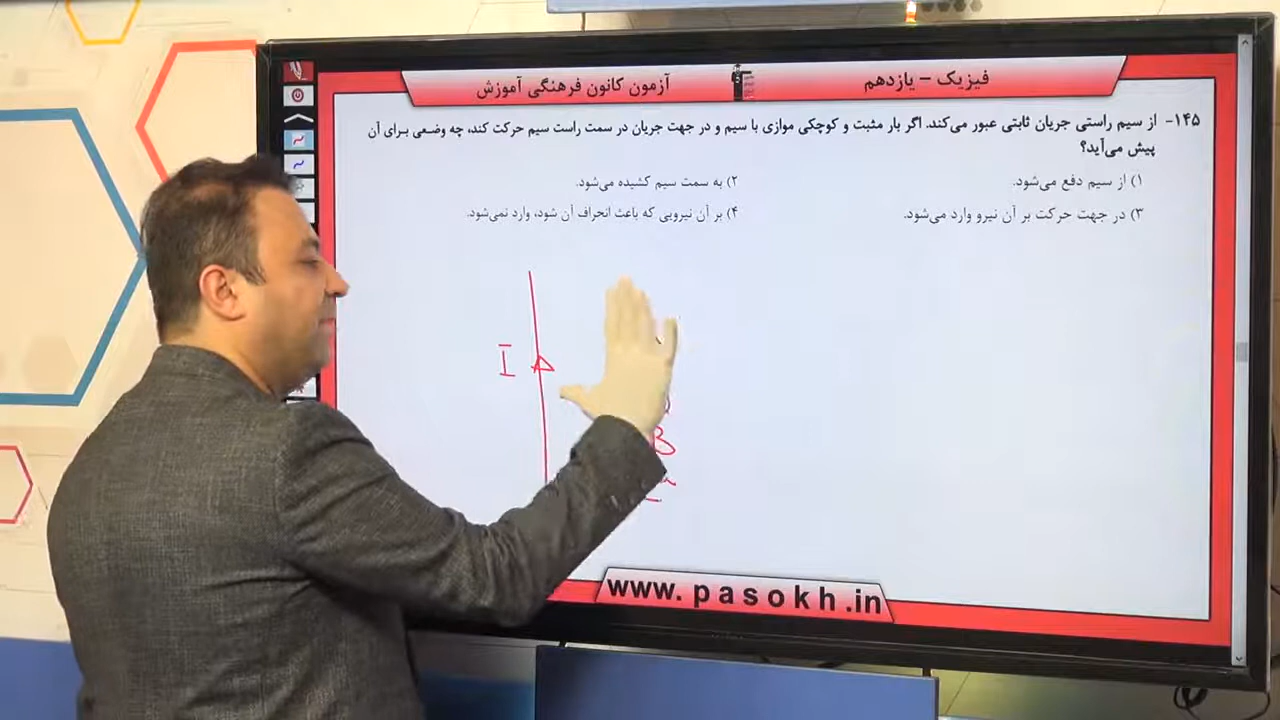 فیزیک – یازدهم
آزمون کانون فرهنگی آموزش
۱۴۵- از سیم راستی جریان ثابتی عبور می‌کند. اگر بار مثبت و کوچکی موازی با سیم و در جهت جریان در سمت راست سیم حرکت کند، چه وضعی برای آن
پیش می‌آید؟
۱) از سیم دفع می‌شود.
۲) به سمت سیم کشیده می‌شود.
۳) در جهت حرکت بر آن نیرو وارد می‌شود.
۴) بر آن نیرویی که باعث انحراف آن شود، وارد نمی‌شود.
I
B
www.pasokh.in